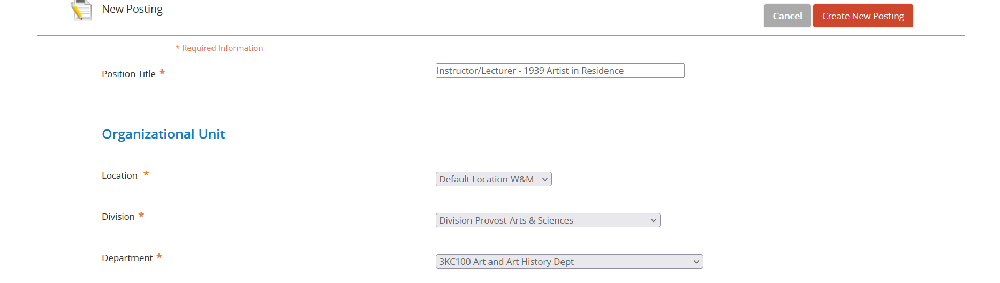 New Posting
Cancel Create New Posting
* Required Information
Position Title * Instructor/Lecturer - 1939 Artist in Residence
Organizational Unit
Location * Default Location-W&M
Division * Division-Provost-Arts & Sciences
Department * 3KC100 Art and Art History Dept